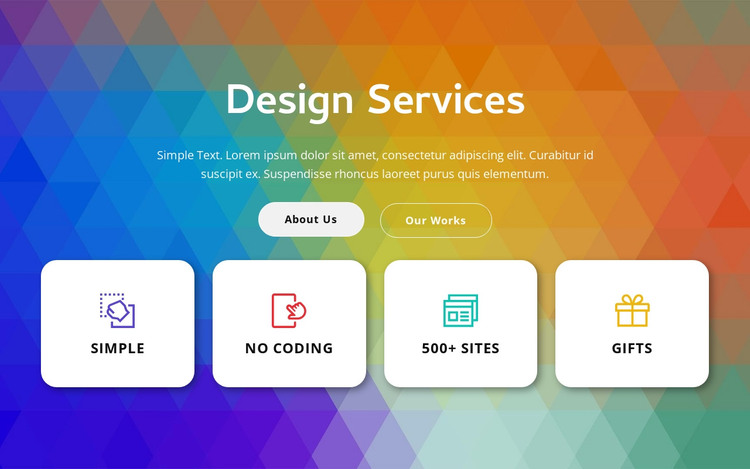 Design Services
Simple Text. Lorem ipsum dolor sit amet, consectetur adipiscing elit. Curabitur id
suscipit ex. Suspendisse rhoncus laoreet purus quis elementum.
About Us
Our Works
SIMPLE
NO CODING
500+ SITES
GIFTS